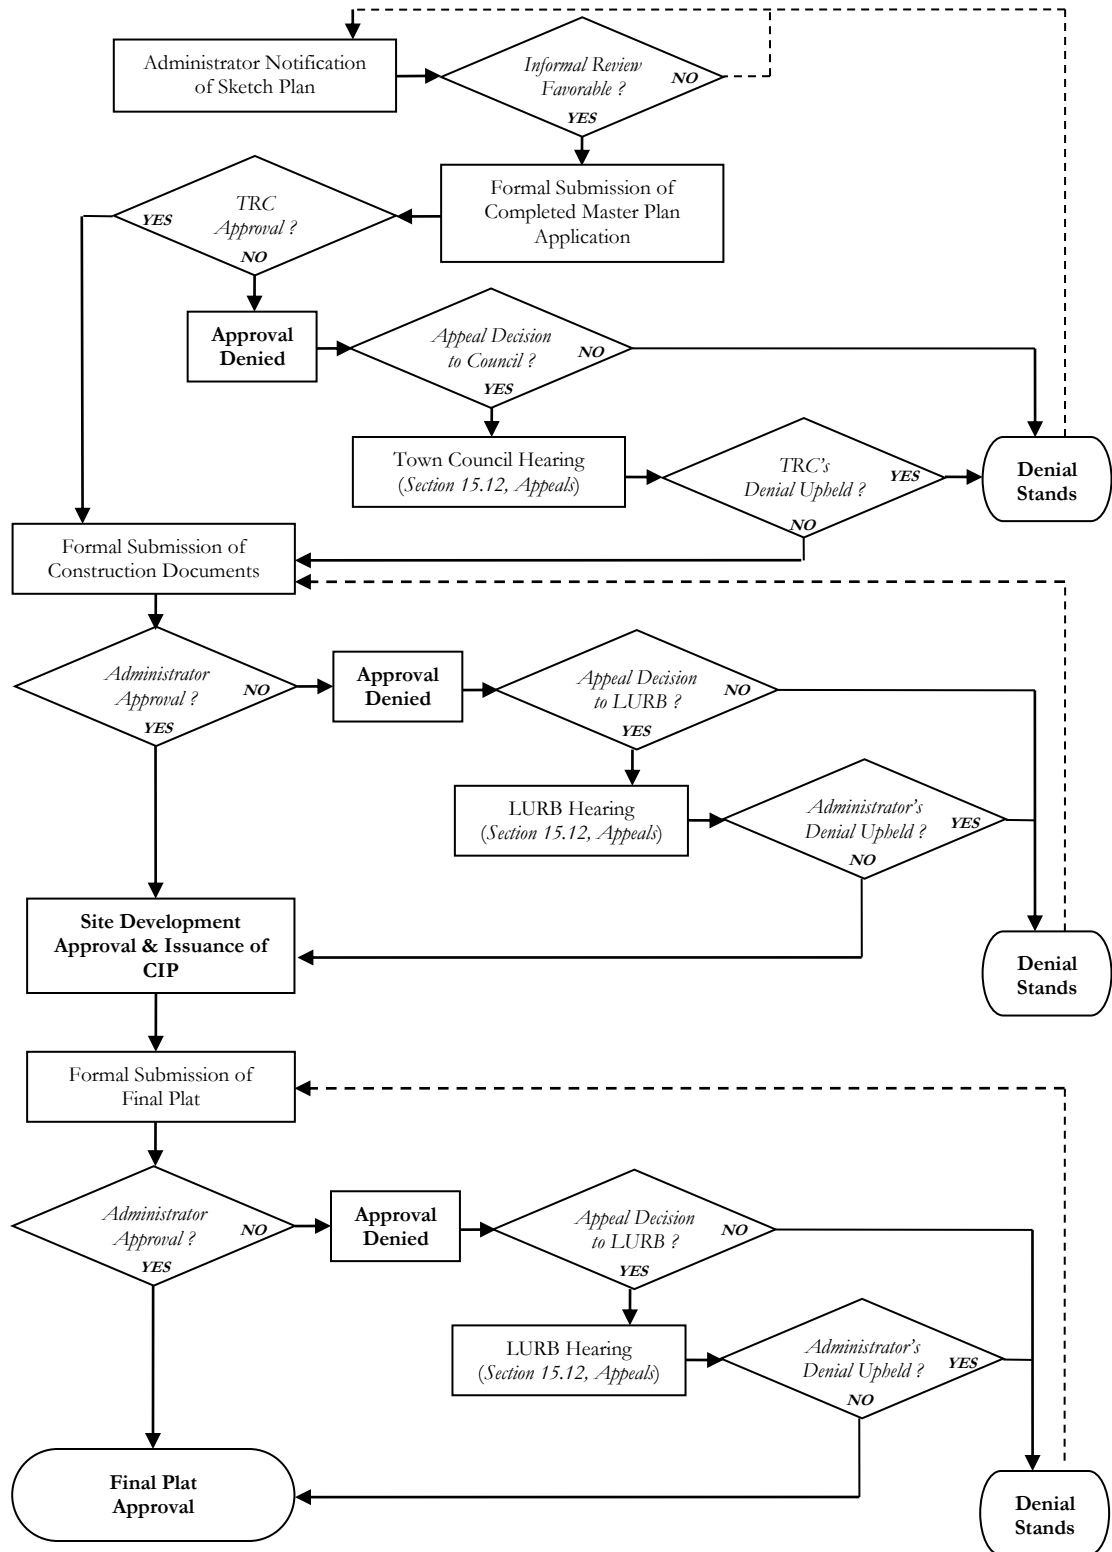 Administrator Notification
of Sketch Plan
Informal Review
Favorable ?
NO
YES
Formal Submission of
Completed Master Plan
Application
TRC
Approval ?
YES
NO
Approval
Denied
Appeal Decision
to Council ?
NO
YES
Town Council Hearing
(Section 15.12, Appeals)
TRC's
Denial Upheld ?
YES
NO
Denial
Stands
Formal Submission of
Construction Documents
Administrator
Approval ?
NO
YES
Approval
Denied
Appeal Decision
to LURB ?
NO
YES
LURB Hearing
(Section 15.12, Appeals)
Administrator's
Denial Upheld ?
YES
NO
Site Development
Approval & Issuance of
CIP
Denial
Stands
Formal Submission of
Final Plat
Administrator
Approval ?
NO
YES
Approval
Denied
Appeal Decision
to LURB ?
NO
YES
LURB Hearing
(Section 15.12, Appeals)
Administrator's
Denial Upheld ?
YES
NO
Final Plat
Approval
Denial
Stands